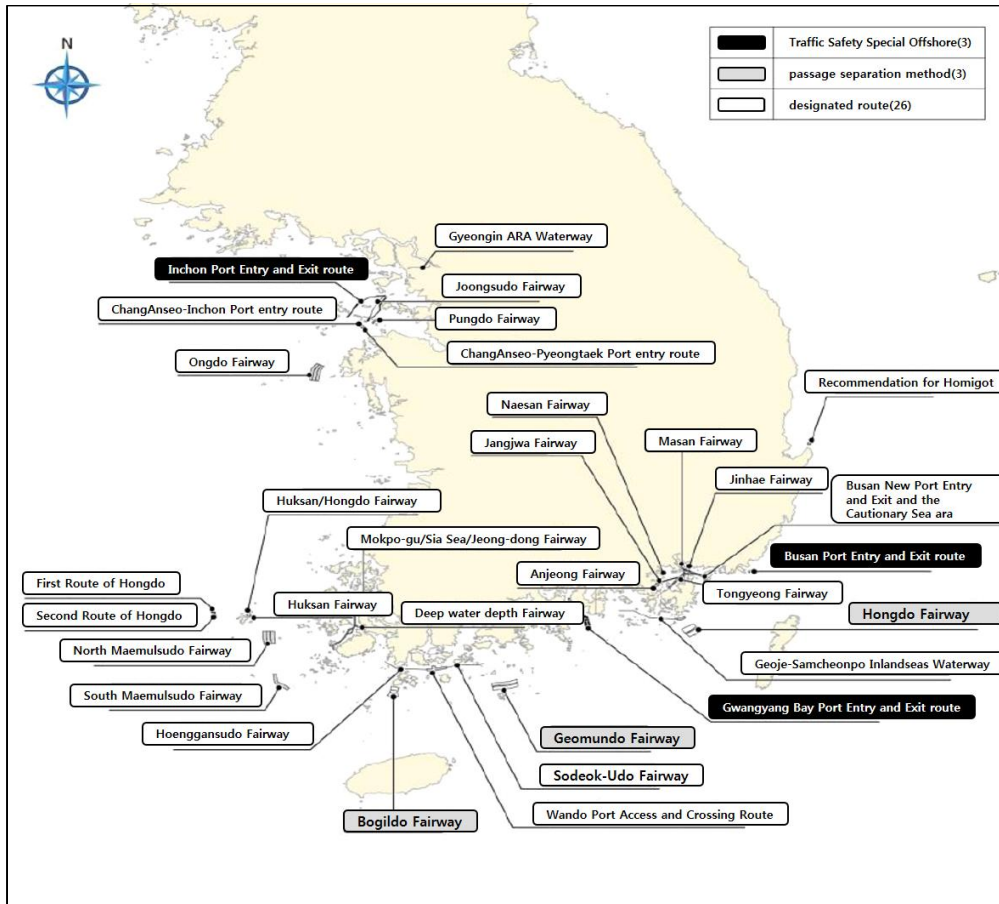 N
Traffic Safety Special Offshore(3)
passage separation method(3)
designated route(26)
Gyeongin ARA Waterway
Inchon Port Entry and Exit route
Joongsudo Fairway
ChangAnseo-Inchon Port entry route
Pungdo Fairway
ChangAnseo-Pyeongtaek Port entry route
Ongdo Fairway
Recommendation for Homigot
Naesan Fairway
Jangjwa Fairway
Masan Fairway
Jinhae Fairway
Busan New Port Entry
and Exit and the
Cautionary Sea ara
Huksan/Hongdo Fairway
Mokpo-gu/Sia Sea/Jeong-dong Fairway
Busan Port Entry and Exit route
Anjeong Fairway
First Route of Hongdo
Tongyeong Fairway
Huksan Fairway
Deep water depth Fairway
Second Route of Hongdo
Hongdo Fairway
North Maemulsudo Fairway
Geoje-Samcheonpo Inlandseas Waterway
South Maemulsudo Fairway
Gwangyang Bay Port Entry and Exit route
Hoenggansudo Fairway
Geomundo Fairway
Sodeok-Udo Fairway
Bogildo Fairway
Wando Port Access and Crossing Route